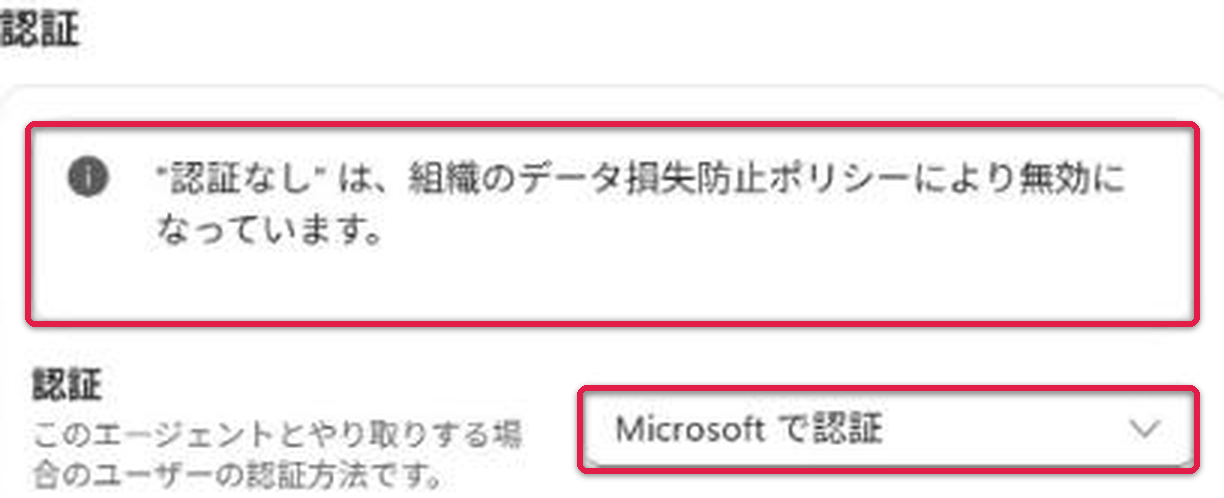 認証
"認証なし" は、組織のデータ損失防止ポリシーにより無効に
なっています。
認証
このエージェントとやり取りする場
合のユーザーの認証方法です。
Microsoft で認証